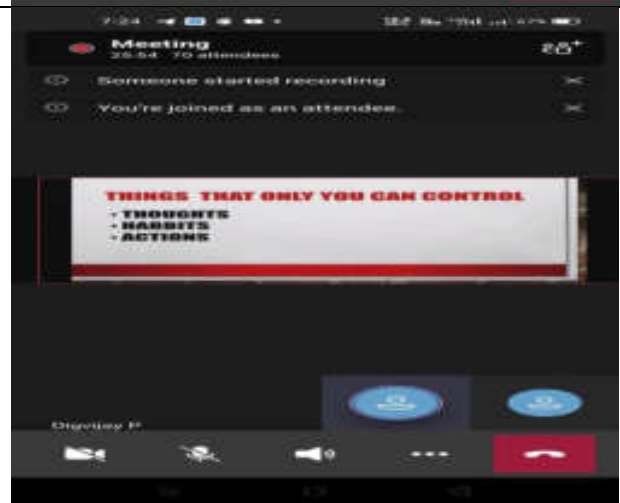 7:24
Meeting
25:54 70 attendees
Someone started recording
You're joined as an attendee.
THINGS THAT ONLY YOU CAN CONTROL
• THOUGHTS
• HABBITS
• ACTIONS
Digvijay P